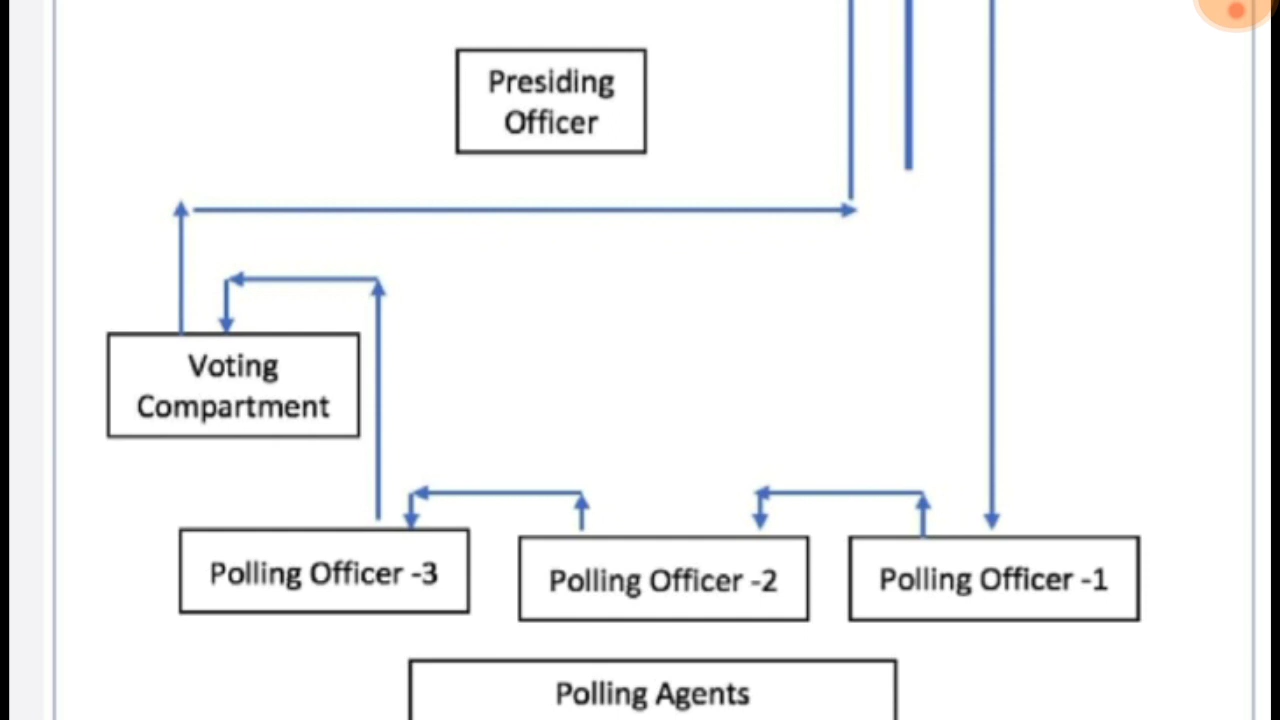 Presiding
Officer
Voting
Compartment
Polling Officer -3
Polling Officer -2
Polling Officer -1
Polling Agents